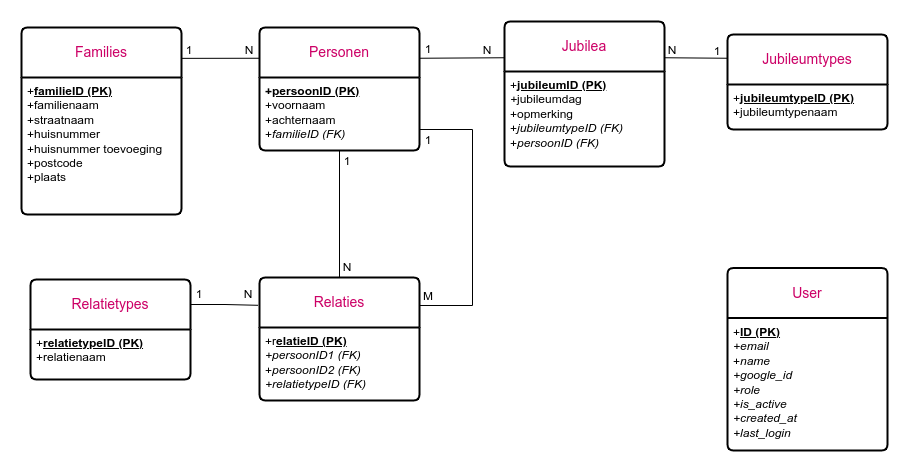 Families
+familieID (PK)
+familienaam
+straatnaam
+huisnummer
+huisnummer toevoeging
+postcode
+plaats
1
N
Personen
+persoonID (PK)
+voornaam
+achternaam
+familieID (FK)
1
N
Jubilea
+jubileumID (PK)
+jubileumdag
+opmerking
+jubileumtypeID (FK)
+persoonID (FK)
N
1
Jubileumtypes
+jubileumtypeID (PK)
+jubileumtypenaam
1
1
N
M
Relatietypes
+relatietypeID (PK)
+relatienaam
1
N
Relaties
+relatieID (PK)
+persoonID1 (FK)
+persoonID2 (FK)
+relatietypeID (FK)
User
+ID (PK)
+email
+name
+google_id
+role
+is_active
+created_at
+last_login